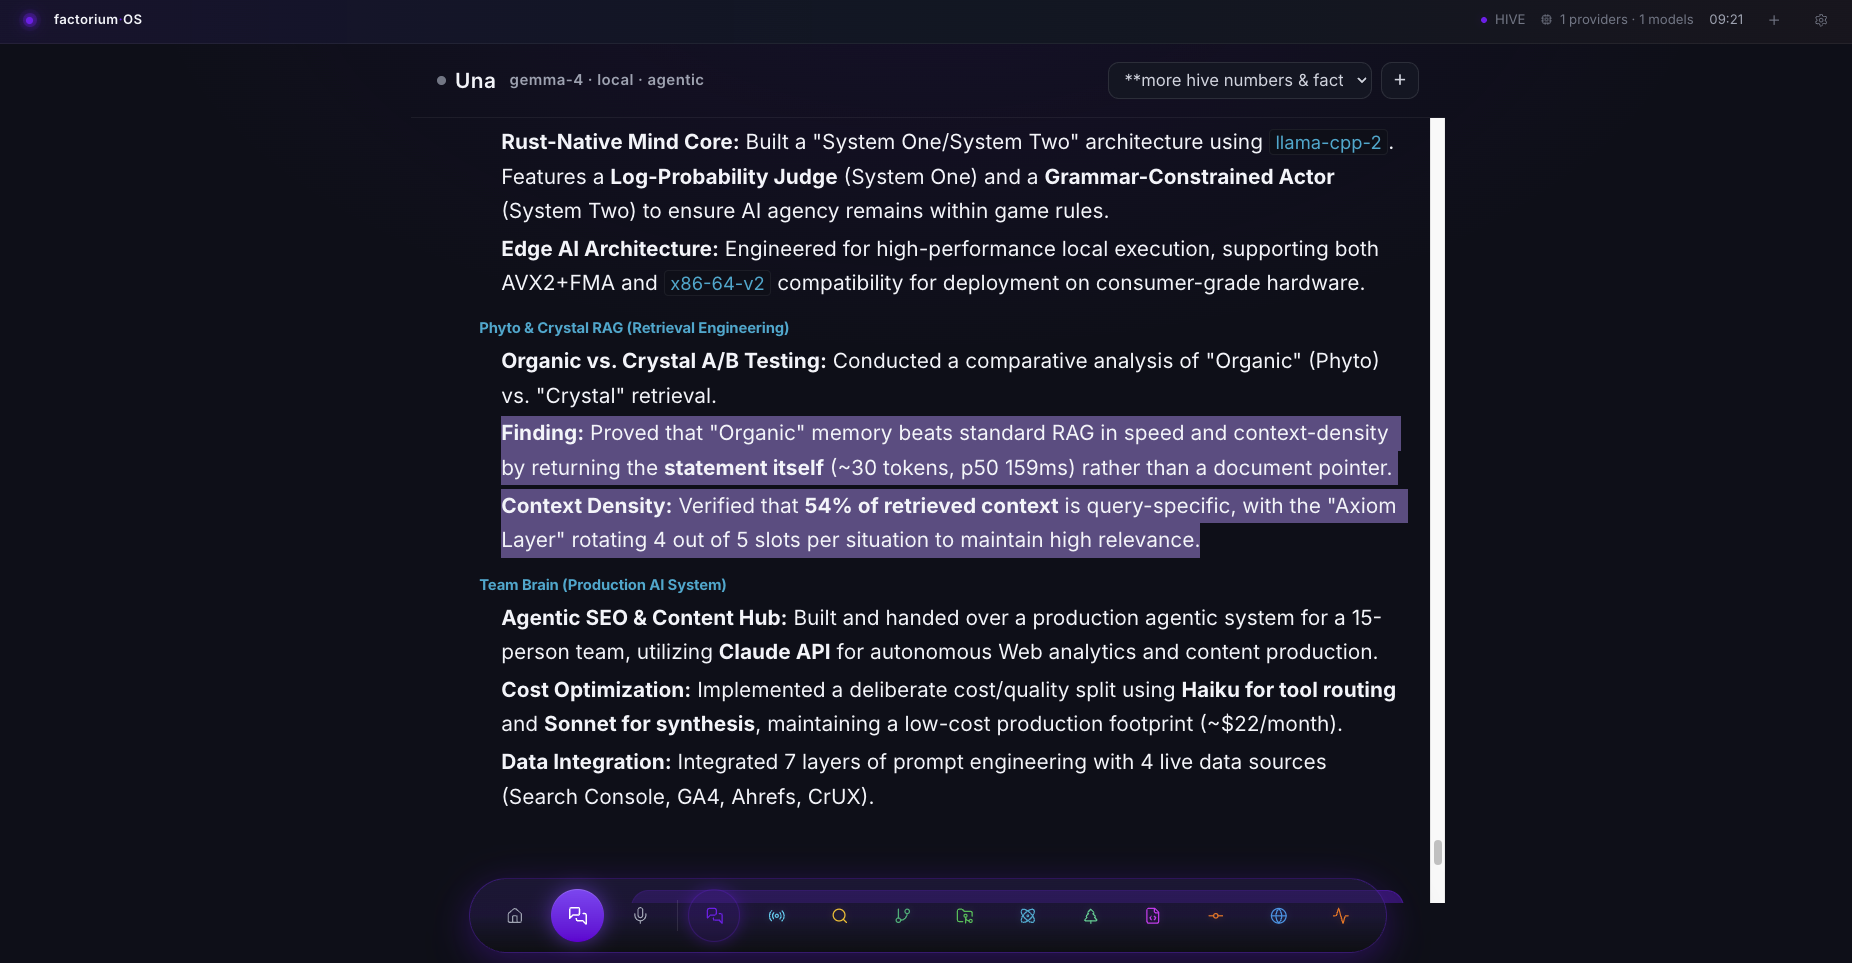 factorium OS
HIVE 1 providers · 1 models 09:21
Una gemma-4 · local · agentic
**more hive numbers & fact
+
Rust-Native Mind Core: Built a "System One/System Two" architecture using llama-cpp-2.
Features a Log-Probability Judge (System One) and a Grammar-Constrained Actor
(System Two) to ensure AI agency remains within game rules.
Edge AI Architecture: Engineered for high-performance local execution, supporting both
AVX2+FMA and x86-64-v2 compatibility for deployment on consumer-grade hardware.
Phyto & Crystal RAG (Retrieval Engineering)
Organic vs. Crystal A/B Testing: Conducted a comparative analysis of "Organic" (Phyto)
vs. "Crystal" retrieval.
Finding: Proved that "Organic" memory beats standard RAG in speed and context-density
by returning the statement itself (~30 tokens, p50 159ms) rather than a document pointer.
Context Density: Verified that 54% of retrieved context is query-specific, with the "Axiom
Layer" rotating 4 out of 5 slots per situation to maintain high relevance.
Team Brain (Production AI System)
Agentic SEO & Content Hub: Built and handed over a production agentic system for a 15-
person team, utilizing Claude API for autonomous Web analytics and content production.
Cost Optimization: Implemented a deliberate cost/quality split using Haiku for tool routing
and Sonnet for synthesis, maintaining a low-cost production footprint (~$22/month).
Data Integration: Integrated 7 layers of prompt engineering with 4 live data sources
(Search Console, GA4, Ahrefs, CrUX).